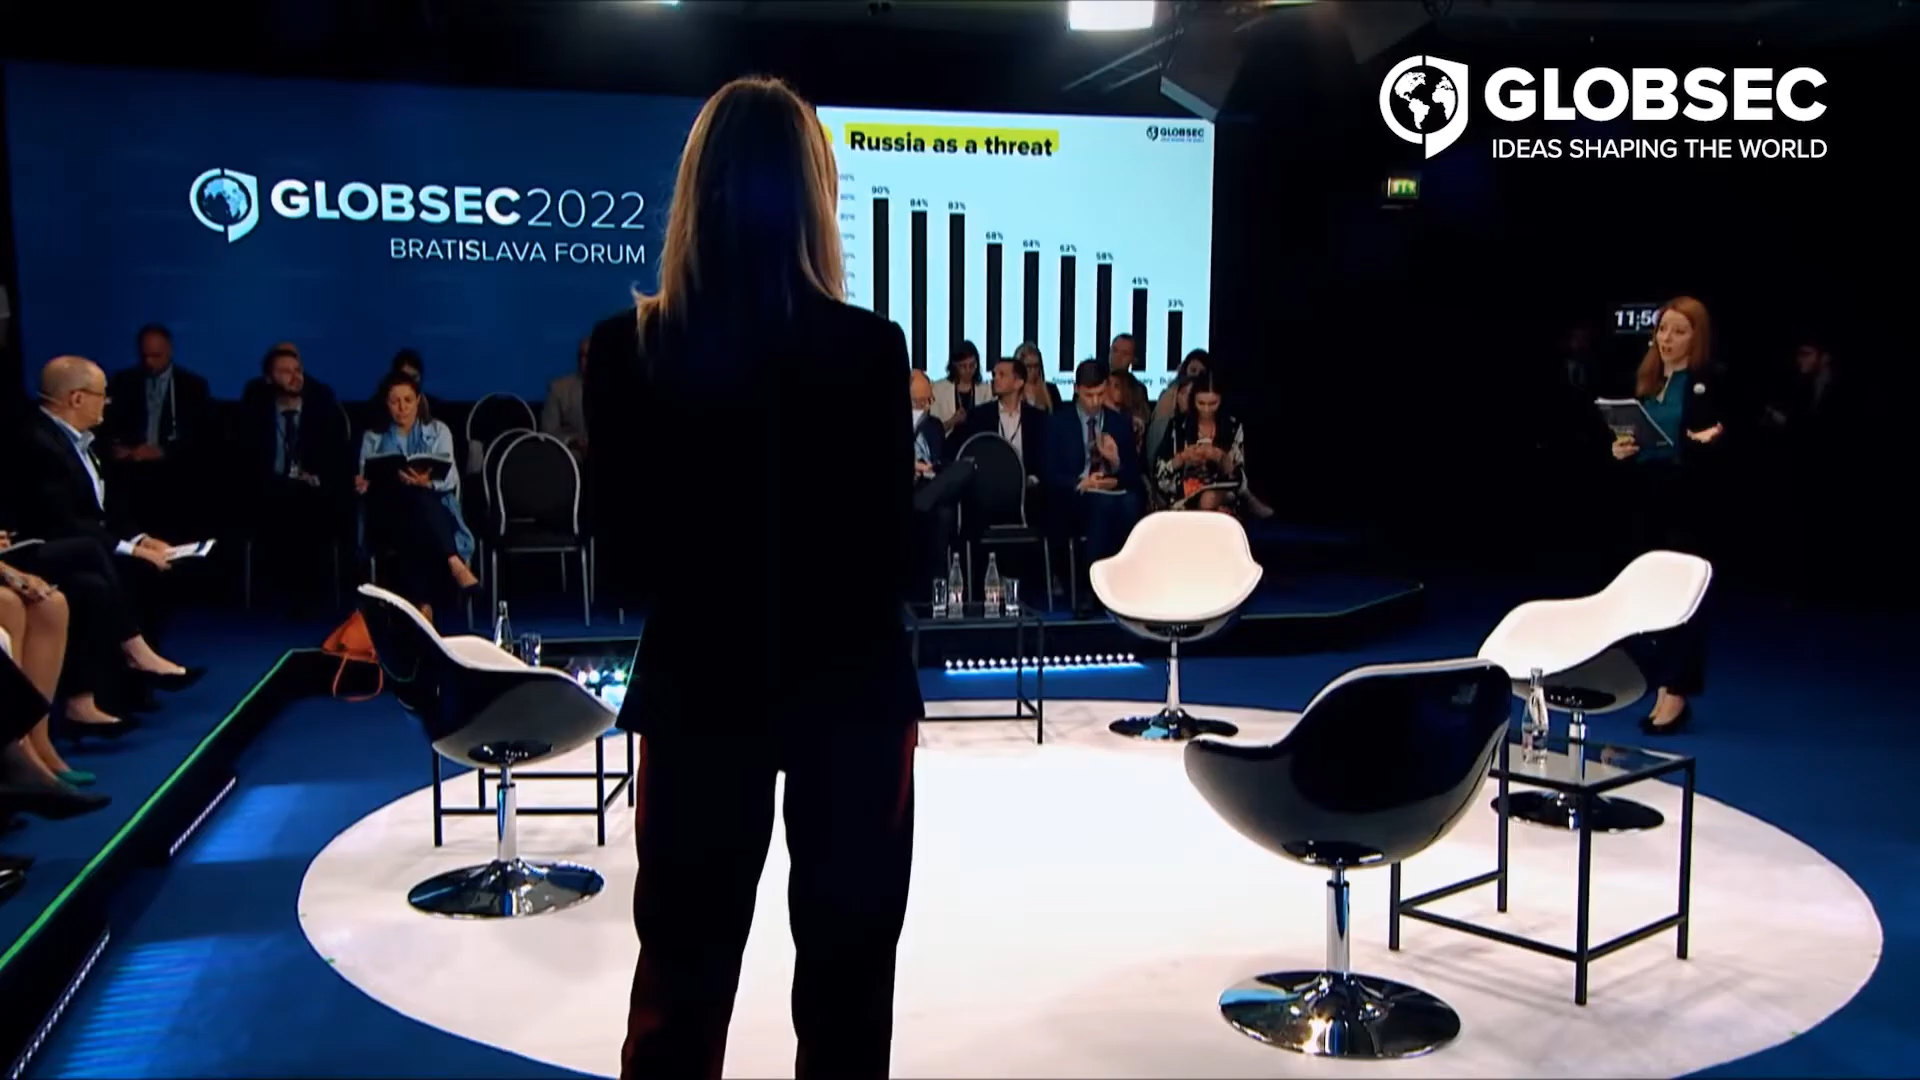 GLOBSEC
IDEAS SHAPING THE WORLD
GLOBSEC2022
BRATISLAVA FORUM
Russia as a threat
GLOBSEC
90%
84%
83%
68%
64%
62%
58%
45%
33%